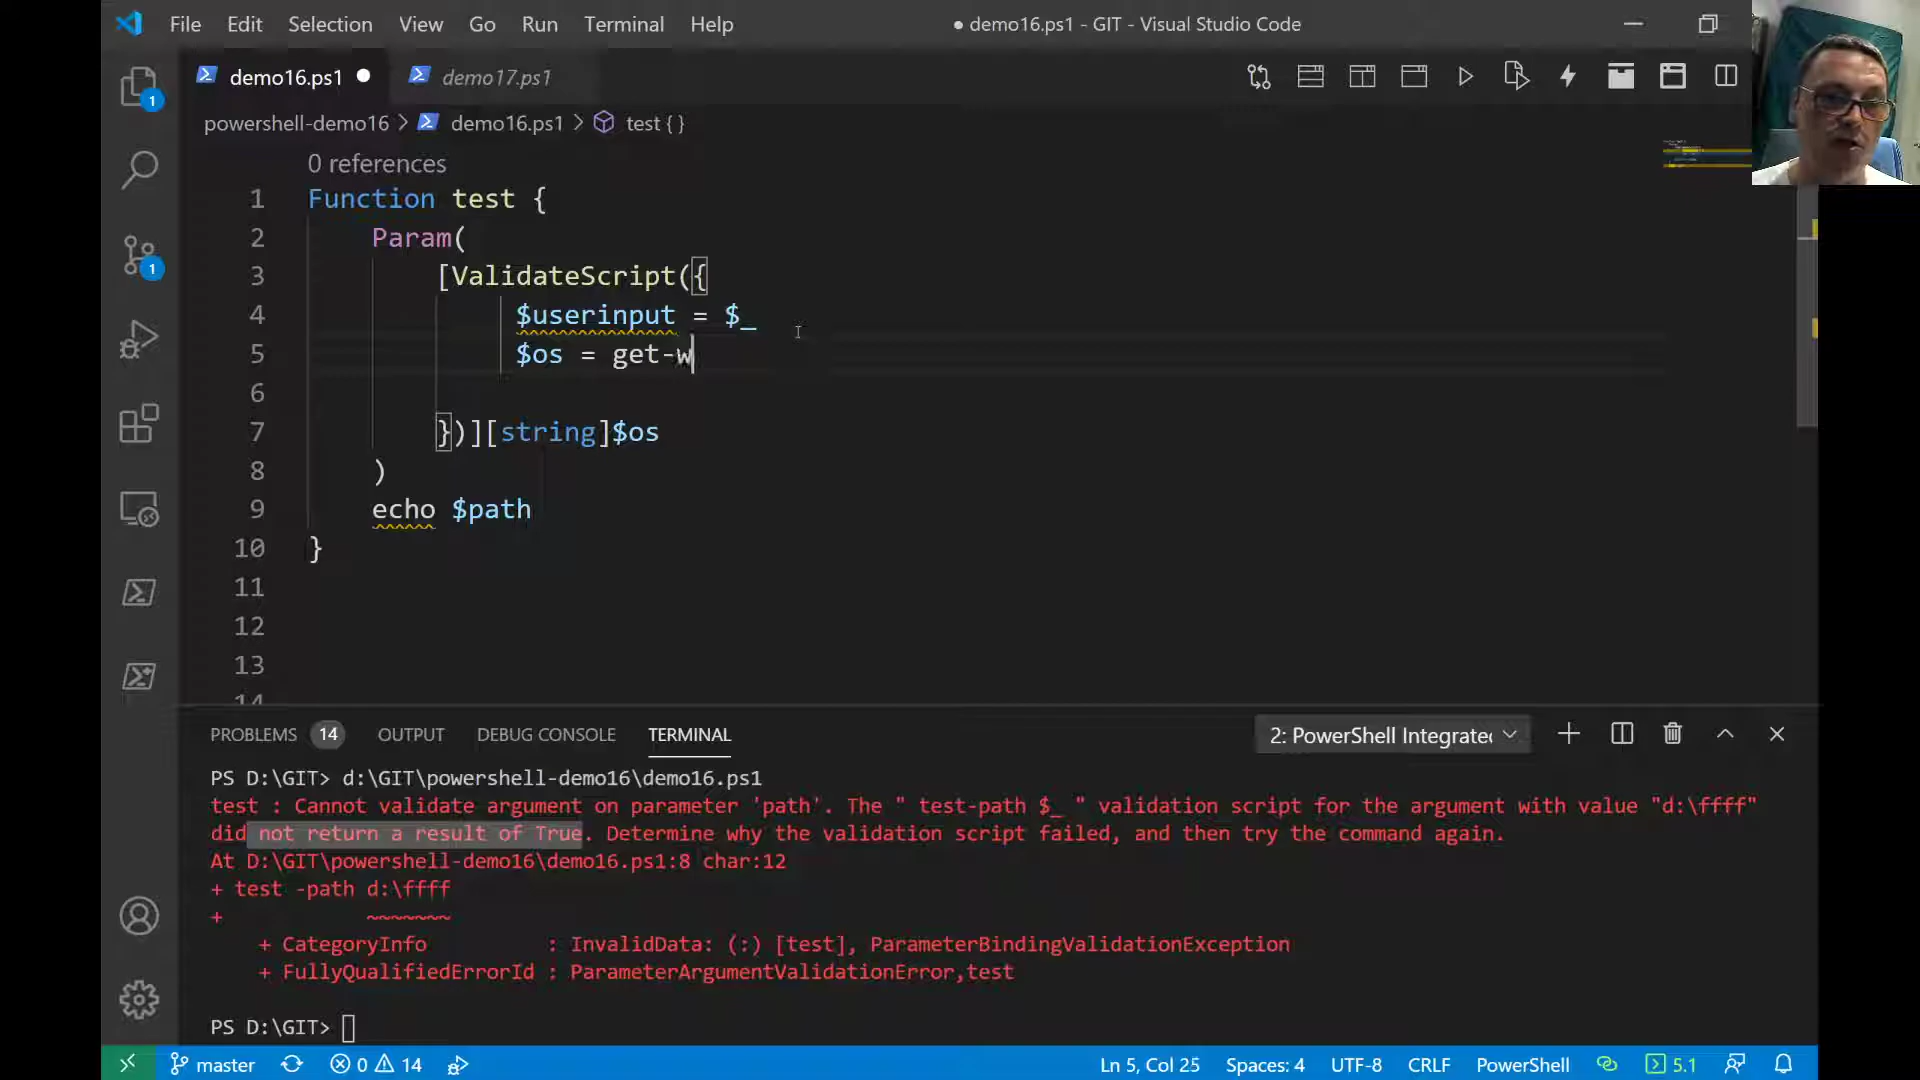 File Edit Selection View Go Run Terminal Help
● demo16.ps1 - GIT - Visual Studio Code
demo16.ps1 ● demo17.ps1
powershell-demo16 > demo16.ps1 > test { }
0 references
1 Function test {
2 Param(
3 [ValidateScript({
4 $userinput = $_
5 $os = get-w
6
7 })][string]$os
8 )
9 echo $path
10 }
11
12
13
14
1
1
PROBLEMS 14 OUTPUT DEBUG CONSOLE TERMINAL 2: PowerShell Integrated
PS D:\GIT> d:\GIT\powershell-demo16\demo16.ps1
test : Cannot validate argument on parameter 'path'. The " test-path $_ " validation script for the argument with value "d:\ffff"
did not return a result of True. Determine why the validation script failed, and then try the command again.
At D:\GIT\powershell-demo16\demo16.ps1:8 char:12
+ test -path d:\ffff
+ ~~~~~~~
+ CategoryInfo : InvalidData: (:) [test], ParameterBindingValidationException
+ FullyQualifiedErrorId : ParameterArgumentValidationError,test
PS D:\GIT>
master 0 14 Ln 5, Col 25 Spaces: 4 UTF-8 CRLF PowerShell 5.1